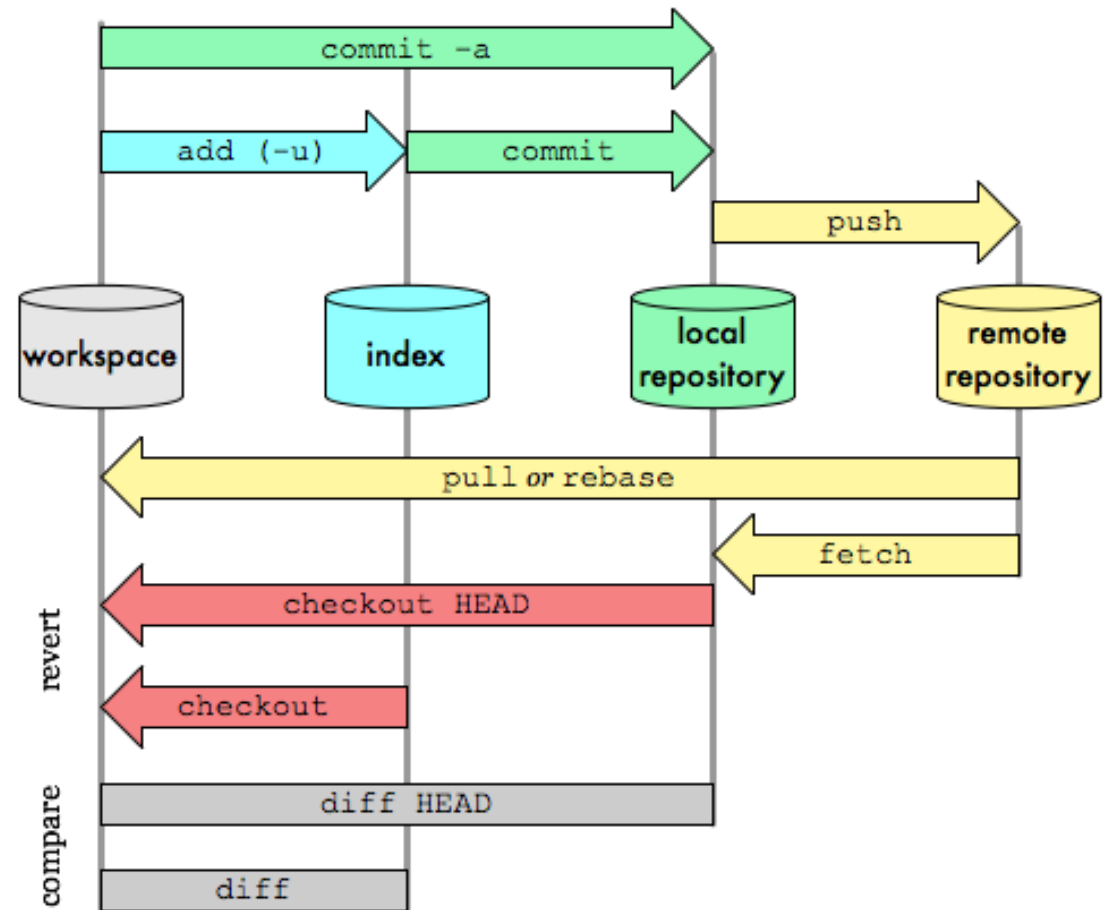 commit -a
add (-u)
commit
push
workspace
index
local
repository
remote
repository
pull or rebase
fetch
revert
checkout HEAD
checkout
compare
diff HEAD
diff